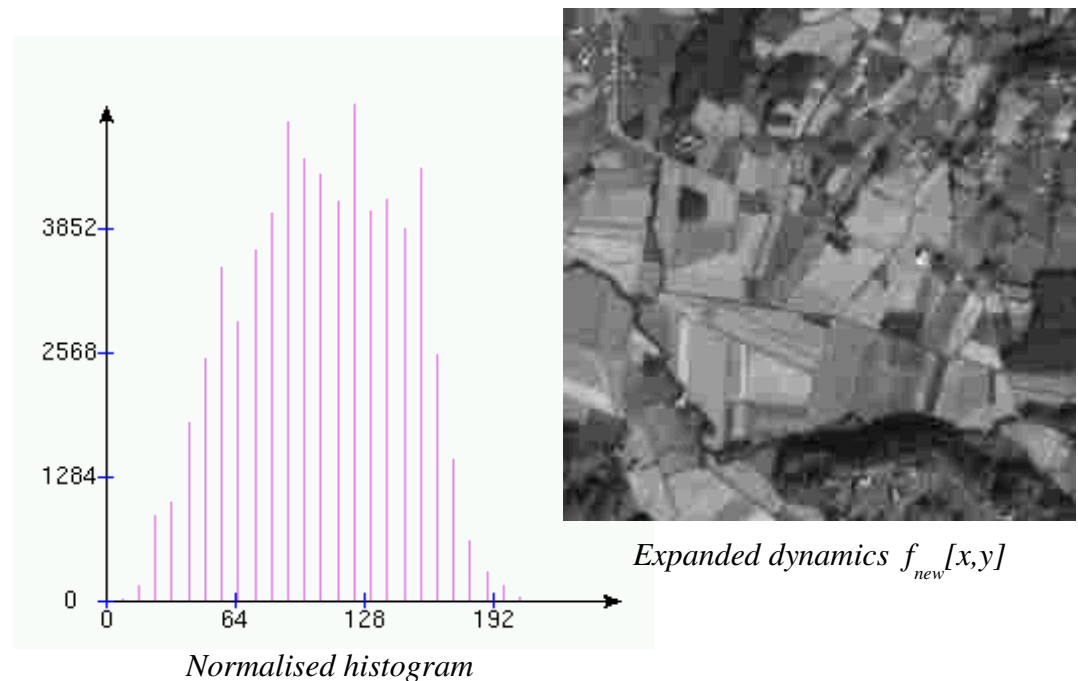 3852
2568
1284
0
0 64 128 192
Normalised histogram
Expanded dynamics f_new[x,y]